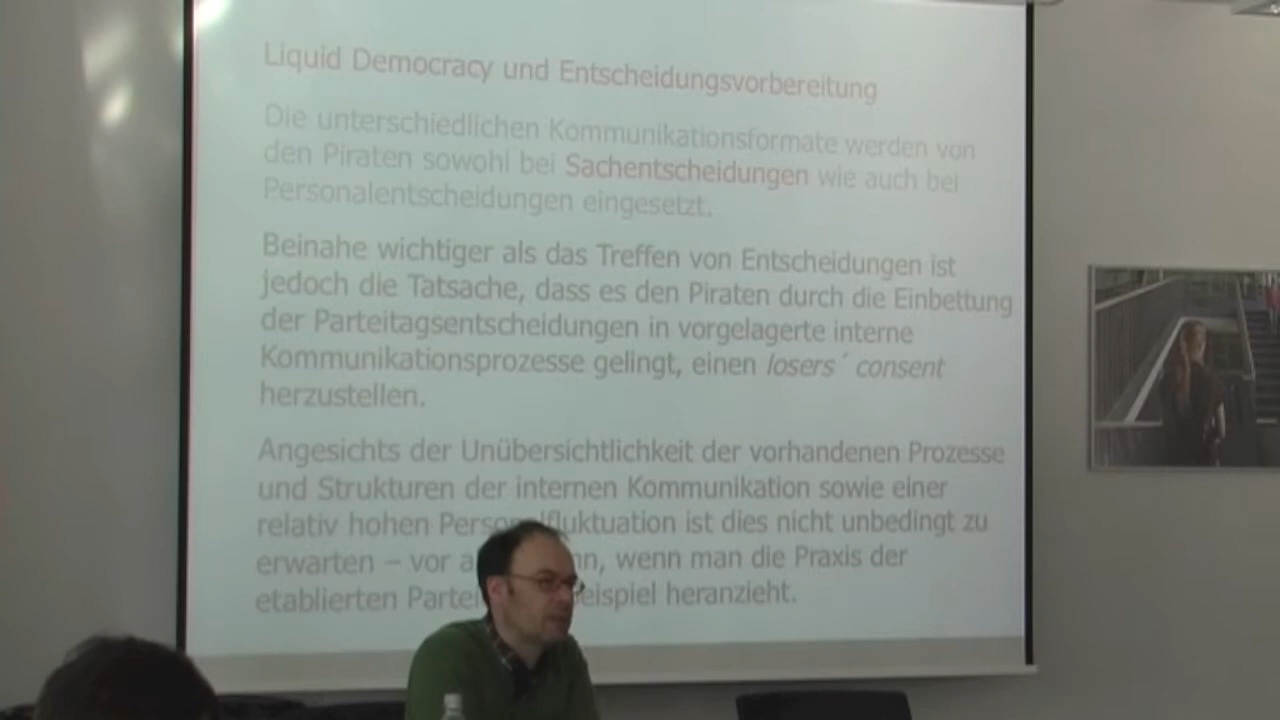 Liquid Democracy und Entscheidungsvorbereitung
Die unterschiedlichen Kommunikationsformate werden von
den Piraten sowohl bei Sachentscheidungen wie auch bei
Personalentscheidungen eingesetzt.
Beinahe wichtiger als das Treffen von Entscheidungen ist
jedoch die Tatsache, dass es den Piraten durch die Einbettung
der Parteitagsentscheidungen in vorgelagerte interne
Kommunikationsprozesse gelingt, einen losers´ consent
herzustellen.
Angesichts der Unübersichtlichkeit der vorhandenen Prozesse
und Strukturen der internen Kommunikation sowie einer
relativ hohen Personalfluktuation ist dies nicht unbedingt zu
erwarten – vor wenn man die Praxis der
etablierten heranzieht.